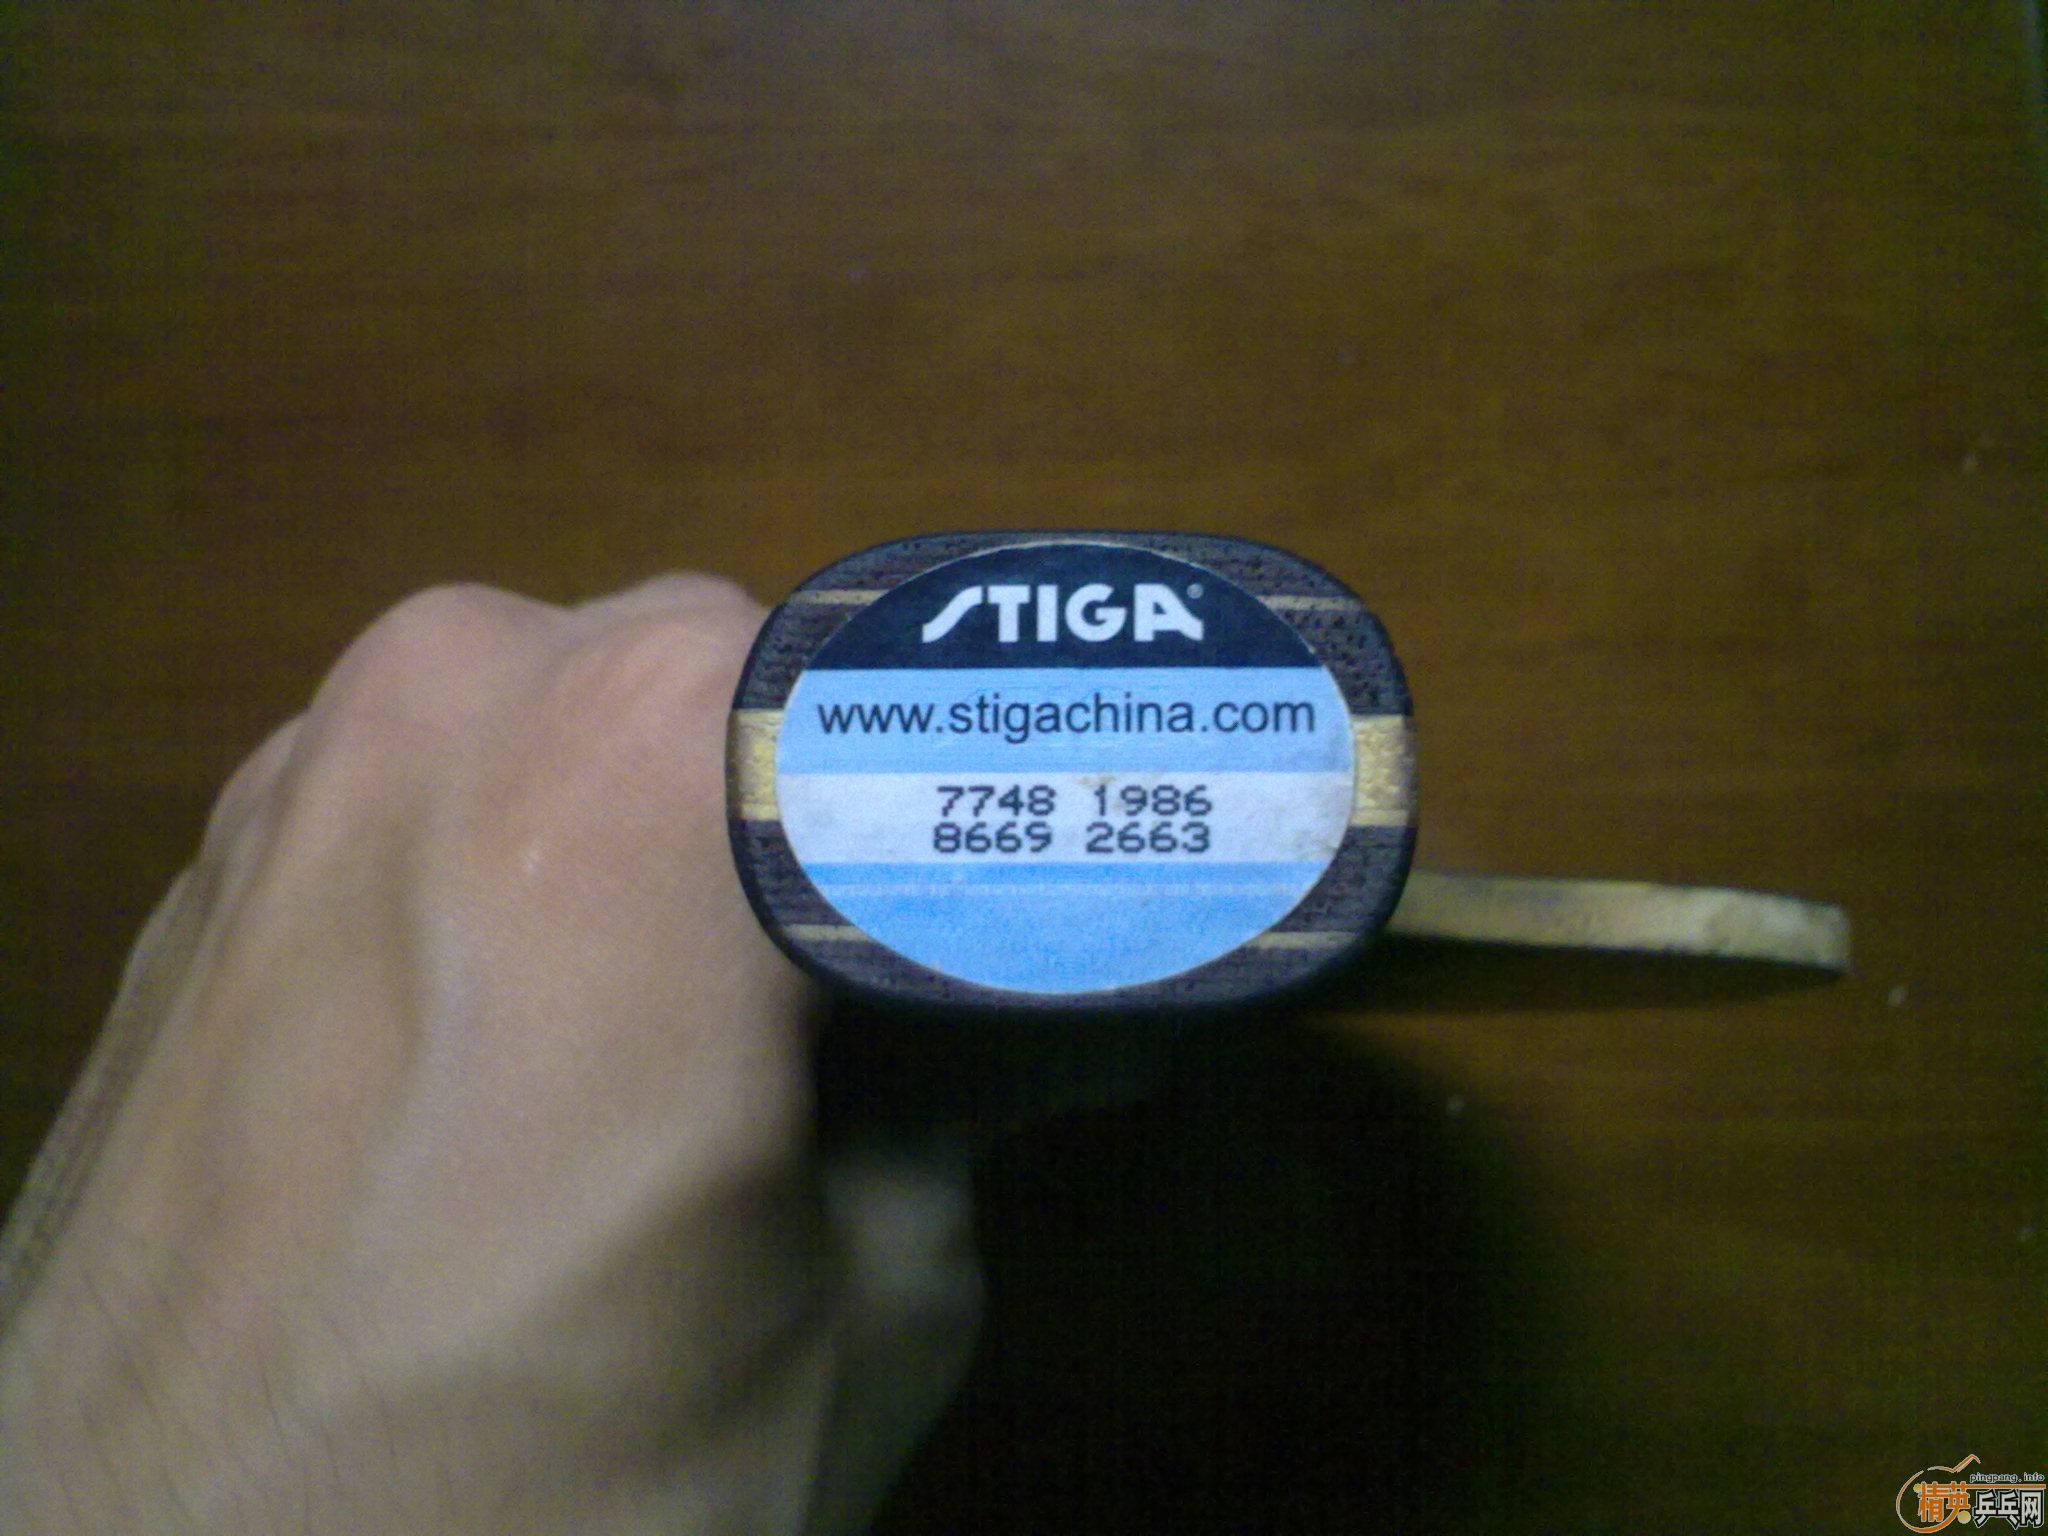 STIGA®
www.stigachina.com
7748 1986
8669 2663
pingpang.info
精英乒乓网